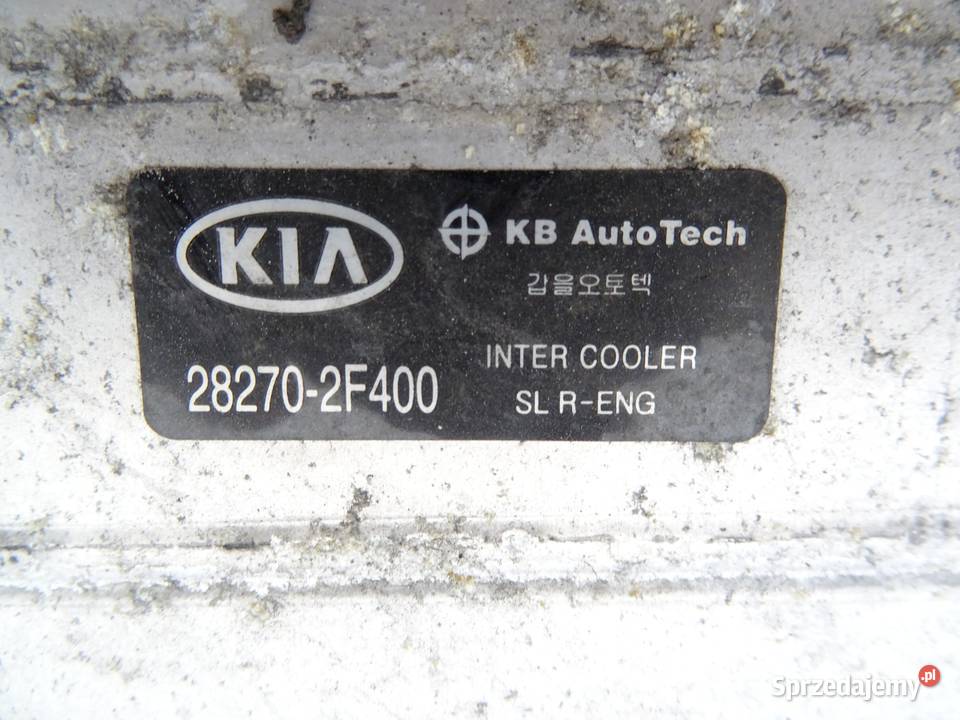 KIA
KB AutoTech
갑을오토텍
28270-2F400
INTER COOLER
SL R-ENG
Sprzedajemy.pl